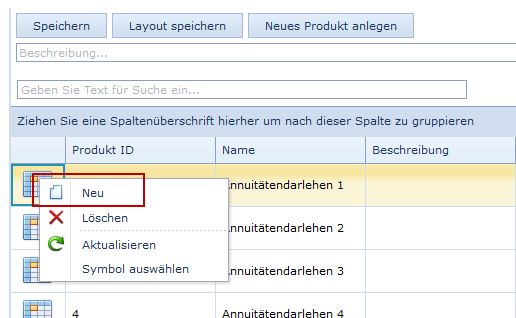 Speichern Layout speichern Neues Produkt anlegen
Beschreibung...
Geben Sie Text für Suche ein...
Ziehen Sie eine Spaltenüberschrift hierher um nach dieser Spalte zu gruppieren
Produkt ID Name Beschreibung
Annuitätendarlehen 1
Neu
Löschen
Annuitätendarlehen 2
Aktualisieren
Symbol auswählen
Annuitätendarlehen 3
4 Annuitätendarlehen 4